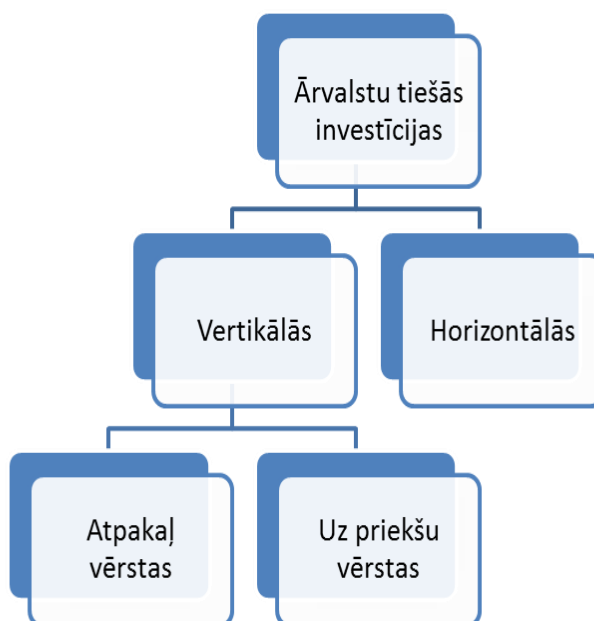 Ārvalstu tiešās
investīcijas
Vertikālās
Horizontālās
Atpakaļ
vērstas
Uz priekšu
vērstas